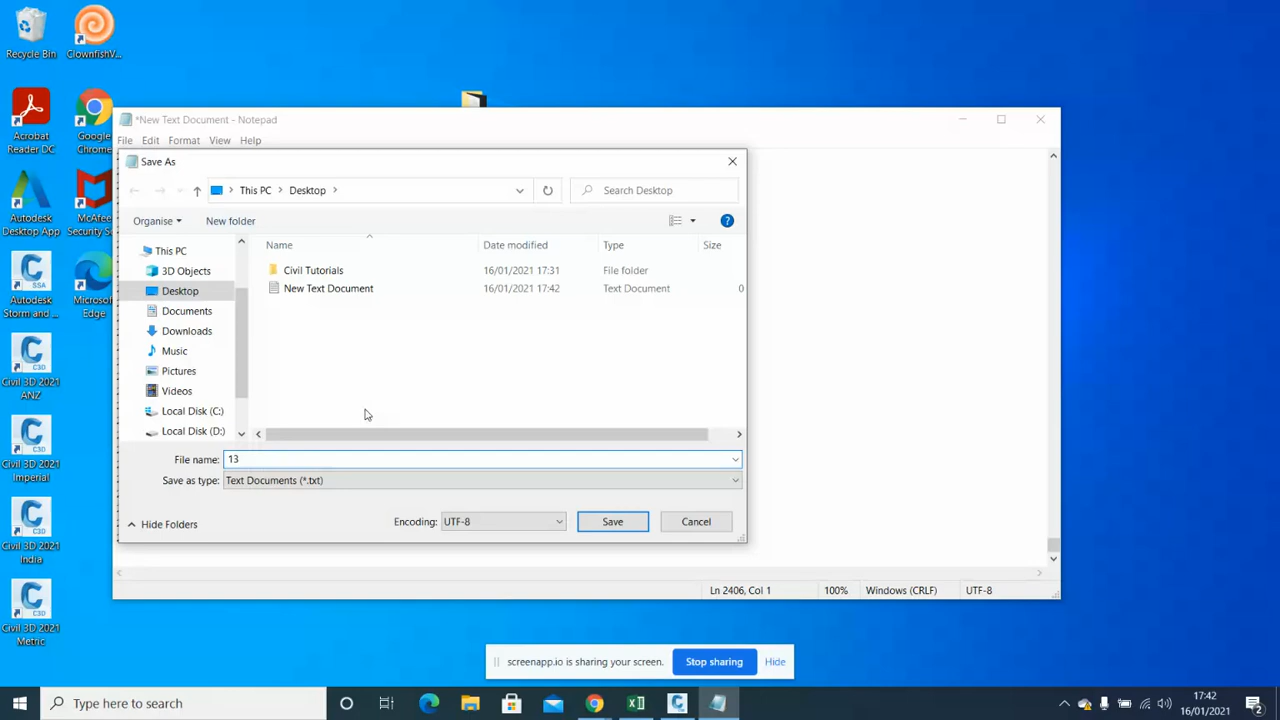 Recycle Bin
ClownfishV...
Acrobat
Reader DC
Google
Chrome
Autodesk
Desktop App
McAfee
Security S
Autodesk
Storm and ...
Microsof
Edge
Civil 3D 2021
ANZ
Civil 3D 2021
Imperial
Civil 3D 2021
India
Civil 3D 2021
Metric
*New Text Document - Notepad
File Edit Format View Help
Save As
This PC > Desktop >
Search Desktop
Organise New folder
Name Date modified Type Size
Civil Tutorials 16/01/2021 17:31 File folder
New Text Document 16/01/2021 17:42 Text Document 0
This PC
3D Objects
Desktop
Documents
Downloads
Music
Pictures
Videos
Local Disk (C:)
Local Disk (D:)
File name: 13
Save as type: Text Documents (*.txt)
Hide Folders
Encoding: UTF-8 Save Cancel
Ln 2406, Col 1 100% Windows (CRLF) UTF-8
screenapp.io is sharing your screen. Stop sharing Hide
Type here to search
17:42
16/01/2021
2